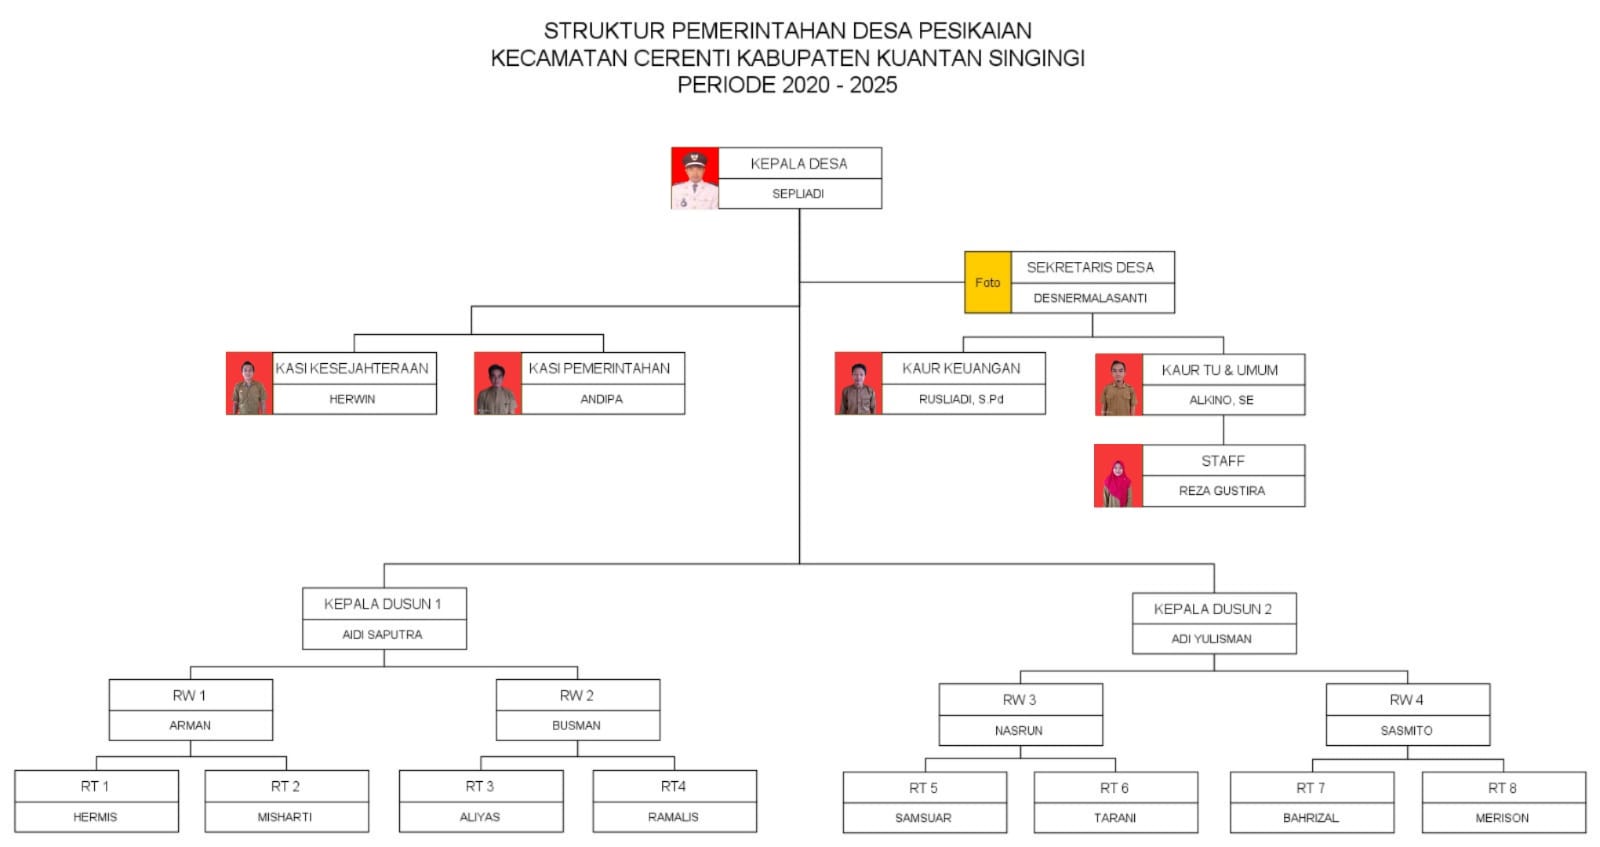 STRUKTUR PEMERINTAHAN DESA PESIKAIAN
KECAMATAN CERENTI KABUPATEN KUANTAN SINGINGI
PERIODE 2020 - 2025
KEPALA DESA
SEPLIADI
Foto
SEKRETARIS DESA
DESNERMALASANTI
KASI KESEJAHTERAAN
HERWIN
KASI PEMERINTAHAN
ANDIPA
KAUR KEUANGAN
RUSLIADI, S.Pd
KAUR TU & UMUM
ALKINO, SE
STAFF
REZA GUSTIRA
KEPALA DUSUN 1
AIDI SAPUTRA
KEPALA DUSUN 2
ADI YULISMAN
RW 1
ARMAN
RW 2
BUSMAN
RW 3
NASRUN
RW 4
SASMITO
RT 1
HERMIS
RT 2
MISHARTI
RT 3
ALIYAS
RT4
RAMALIS
RT 5
SAMSUAR
RT 6
TARANI
RT 7
BAHRIZAL
RT 8
MERISON